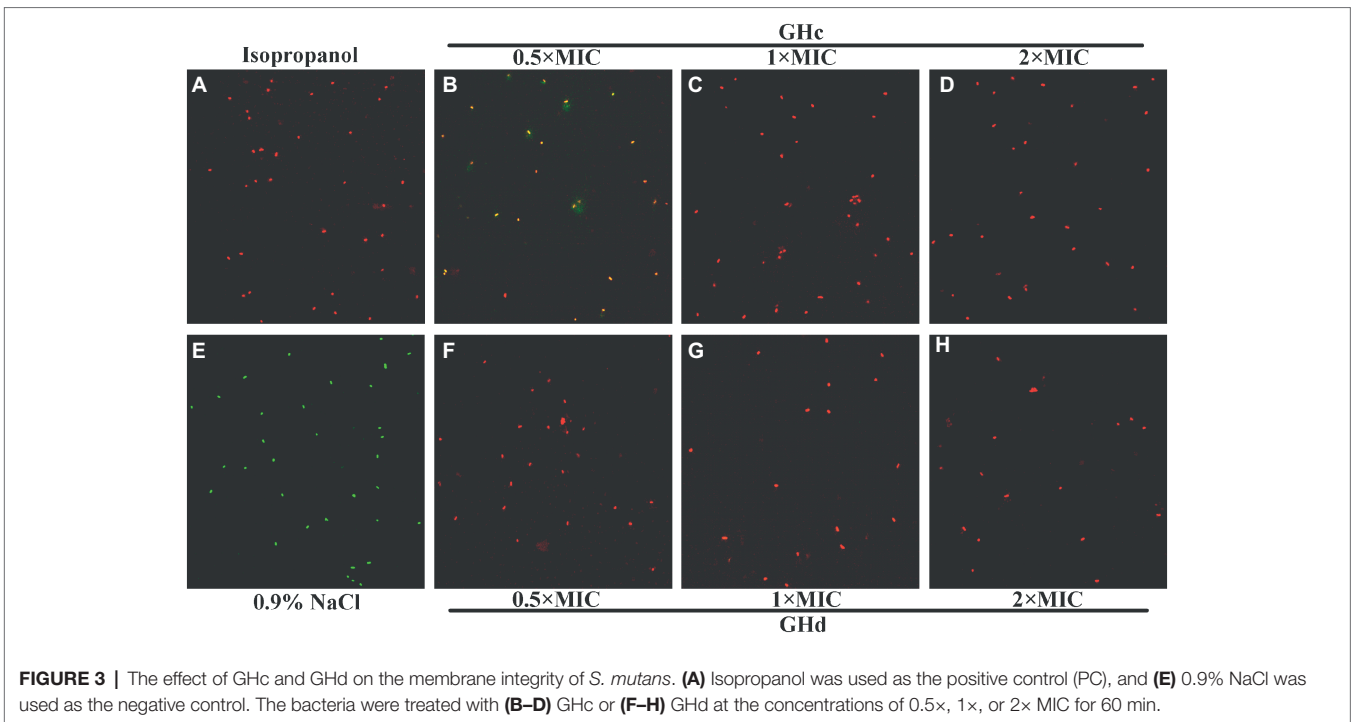 GHc
Isopropanol 0.5×MIC 1×MIC 2×MIC
A B C D
E F G H
0.9% NaCl 0.5×MIC 1×MIC 2×MIC
GHd
FIGURE 3 | The effect of GHc and GHd on the membrane integrity of S. mutans. (A) Isopropanol was used as the positive control (PC), and (E) 0.9% NaCl was
used as the negative control. The bacteria were treated with (B–D) GHc or (F–H) GHd at the concentrations of 0.5×, 1×, or 2× MIC for 60 min.